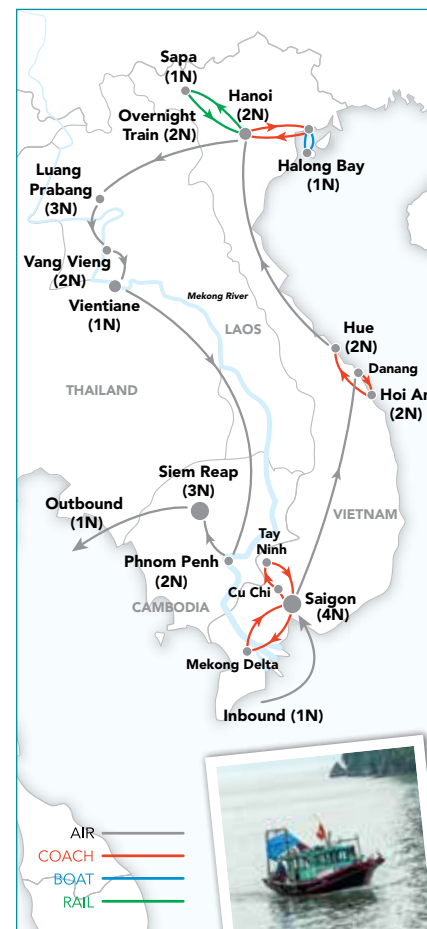 Sapa
(1N)
Hanoi
(2N)
Overnight
Train (2N)
Halong Bay
(1N)
Luang
Prabang
(3N)
Vang Vieng
(2N)
Vientiane
(1N)
Mekong River
LAOS
Hue
(2N)
Danang
Hoi An
(2N)
THAILAND
Siem Reap
(3N)
Outbound
(1N)
VIETNAM
Tay
Ninh
Phnom Penh
(2N)
Cu Chi
Saigon
(4N)
CAMBODIA
Mekong Delta
Inbound (1N)
AIR
COACH
BOAT
RAIL